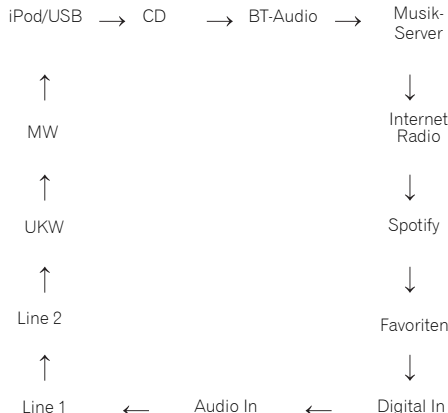 iPod/USB → CD → BT-Audio → Musik-
Server
↑ ↓
MW Internet
Radio
↑ ↓
UKW Spotify
↑ ↓
Line 2 Favoriten
↑ ↓
Line 1 ← Audio In ← Digital In